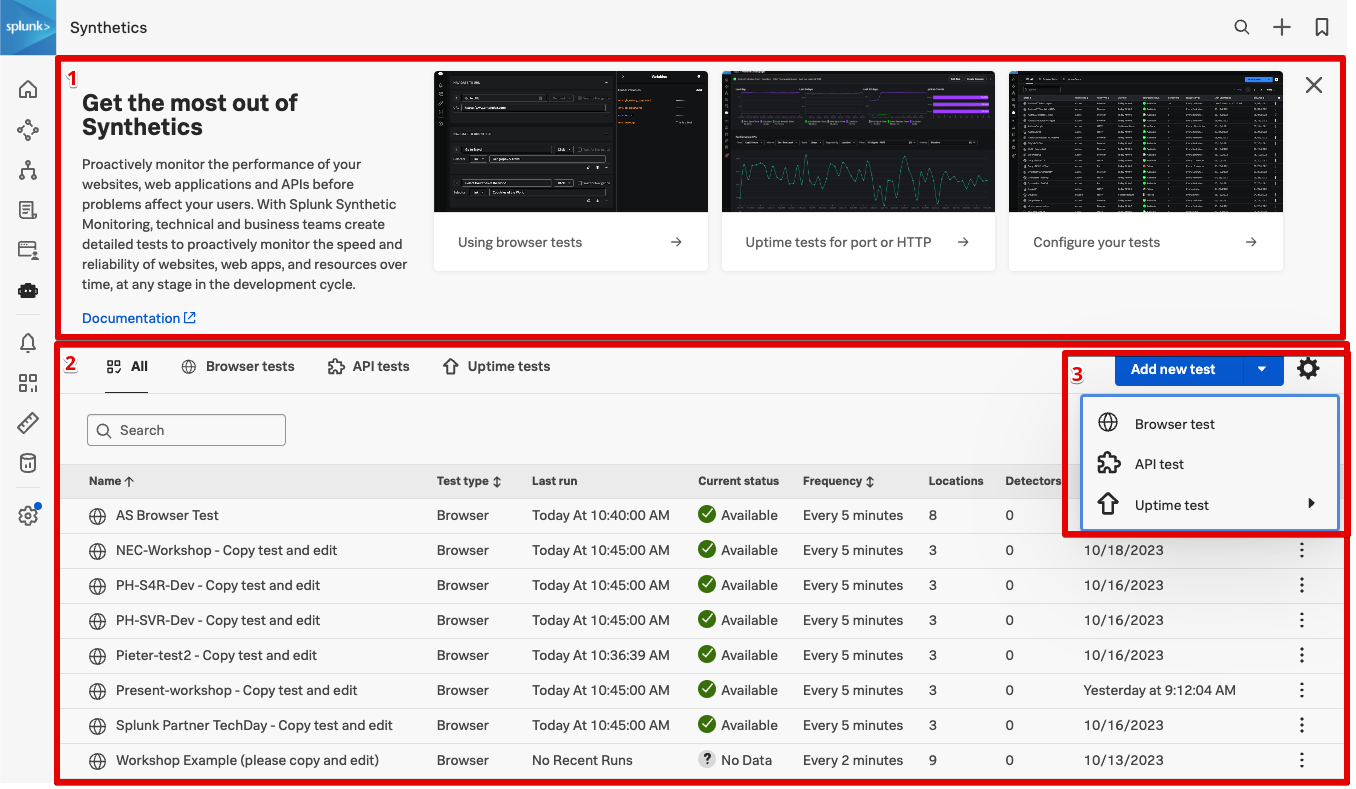 splunk>
Synthetics
1
Get the most out of
Synthetics
Proactively monitor the performance of your
websites, web applications and APIs before
problems affect your users. With Splunk Synthetic
Monitoring, technical and business teams create
detailed tests to proactively monitor the speed and
reliability of websites, web apps, and resources over
time, at any stage in the development cycle.
Documentation
Using browser tests
Uptime tests for port or HTTP
Configure your tests
2
All Browser tests API tests Uptime tests
3
Add new test
Browser test
API test
Uptime test
Search
Name Test type Last run Current status Frequency Locations Detectors
AS Browser Test Browser Today At 10:40:00 AM Available Every 5 minutes 8 0
NEC-Workshop - Copy test and edit Browser Today At 10:45:00 AM Available Every 5 minutes 3 0 10/18/2023
PH-S4R-Dev - Copy test and edit Browser Today At 10:45:00 AM Available Every 5 minutes 3 0 10/16/2023
PH-SVR-Dev - Copy test and edit Browser Today At 10:45:00 AM Available Every 5 minutes 3 0 10/16/2023
Pieter-test2 - Copy test and edit Browser Today At 10:36:39 AM Available Every 5 minutes 3 0 10/16/2023
Present-workshop - Copy test and edit Browser Today At 10:45:00 AM Available Every 5 minutes 3 0 Yesterday at 9:12:04 AM
Splunk Partner TechDay - Copy test and edit Browser Today At 10:45:00 AM Available Every 5 minutes 3 0 10/16/2023
Workshop Example (please copy and edit) Browser No Recent Runs ? No Data Every 2 minutes 9 0 10/13/2023